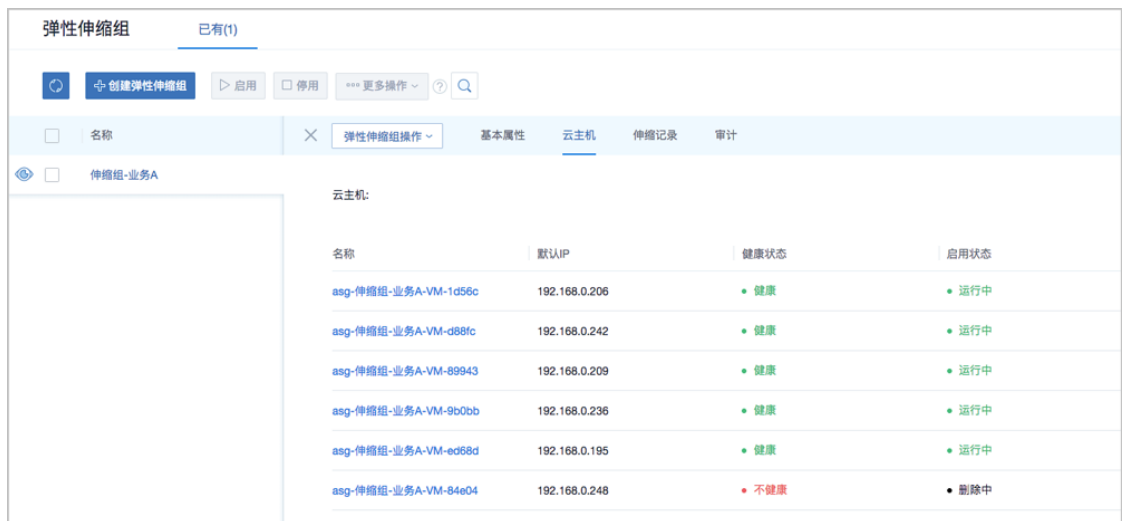 弹性伸缩组 已有(1)
创建弹性伸缩组 启用 停用 更多操作
名称 弹性伸缩组操作 基本属性 云主机 伸缩记录 审计
伸缩组-业务A
云主机:
名称 默认IP 健康状态 启用状态
asg-伸缩组-业务A-VM-1d56c 192.168.0.206 健康 运行中
asg-伸缩组-业务A-VM-d88fc 192.168.0.242 健康 运行中
asg-伸缩组-业务A-VM-89943 192.168.0.209 健康 运行中
asg-伸缩组-业务A-VM-9b0bb 192.168.0.236 健康 运行中
asg-伸缩组-业务A-VM-ed68d 192.168.0.195 健康 运行中
asg-伸缩组-业务A-VM-84e04 192.168.0.248 不健康 删除中